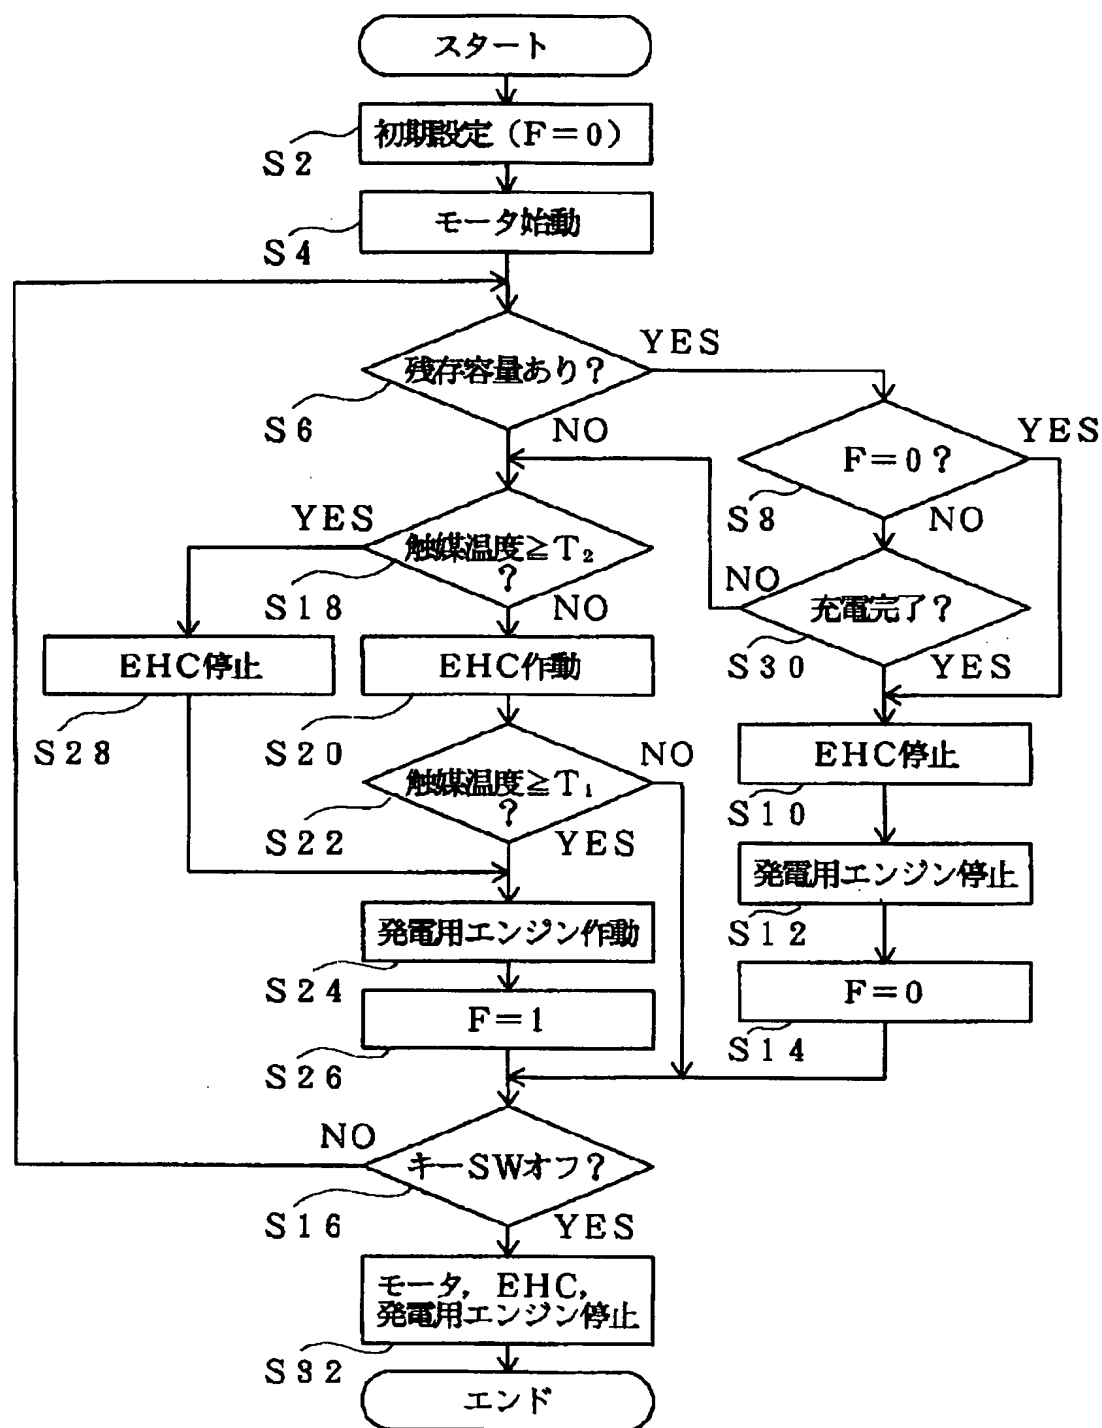 スタート
初期設定（F＝0）
S2
モータ始動
S4
残存容量あり？
YES
S6
NO
F＝0？
YES
S8
NO
触媒温度≧T₂
？
YES
S18
NO
充電完了？
NO
S30
YES
EHC停止
S28
EHC作動
S20
EHC停止
S10
触媒温度≧T₁
？
NO
S22
YES
発電用エンジン停止
S12
発電用エンジン作動
S24
F＝0
S14
F＝1
S26
キーSWオフ？
NO
S16
YES
モータ，EHC，
発電用エンジン停止
S32
エンド